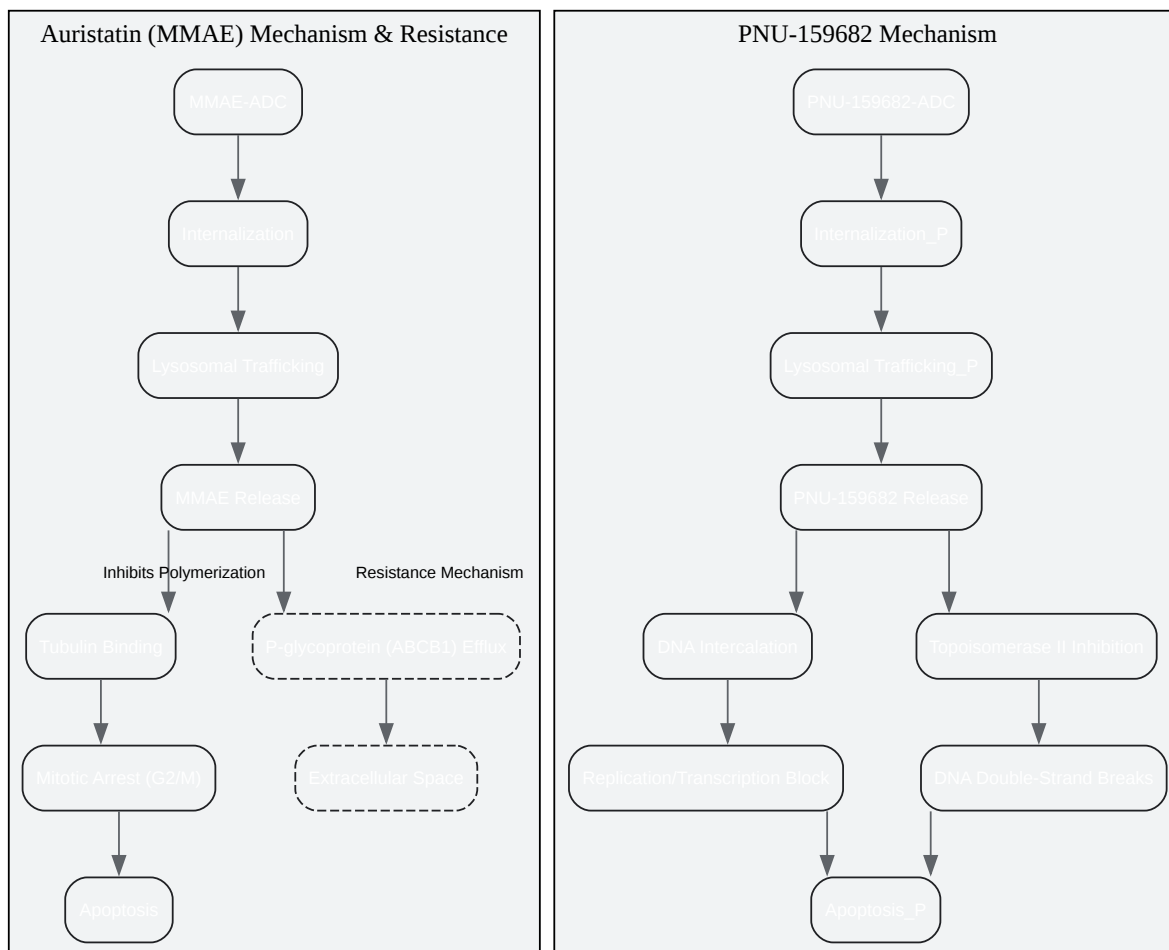 Auristatin (MMAE) Mechanism & Resistance
MMAE-ADC
Internalization
Lysosomal Trafficking
MMAE Release
Inhibits Polymerization
Resistance Mechanism
Tubulin Binding
P-glycoprotein (ABCB1) Efflux
Mitotic Arrest (G2/M)
Extracellular Space
Apoptosis
PNU-159682 Mechanism
PNU-159682-ADC
Internalization_P
Lysosomal Trafficking_P
PNU-159682 Release
DNA Intercalation
Topoisomerase II Inhibition
Replication/Transcription Block
DNA Double-Strand Breaks
Apoptosis_P